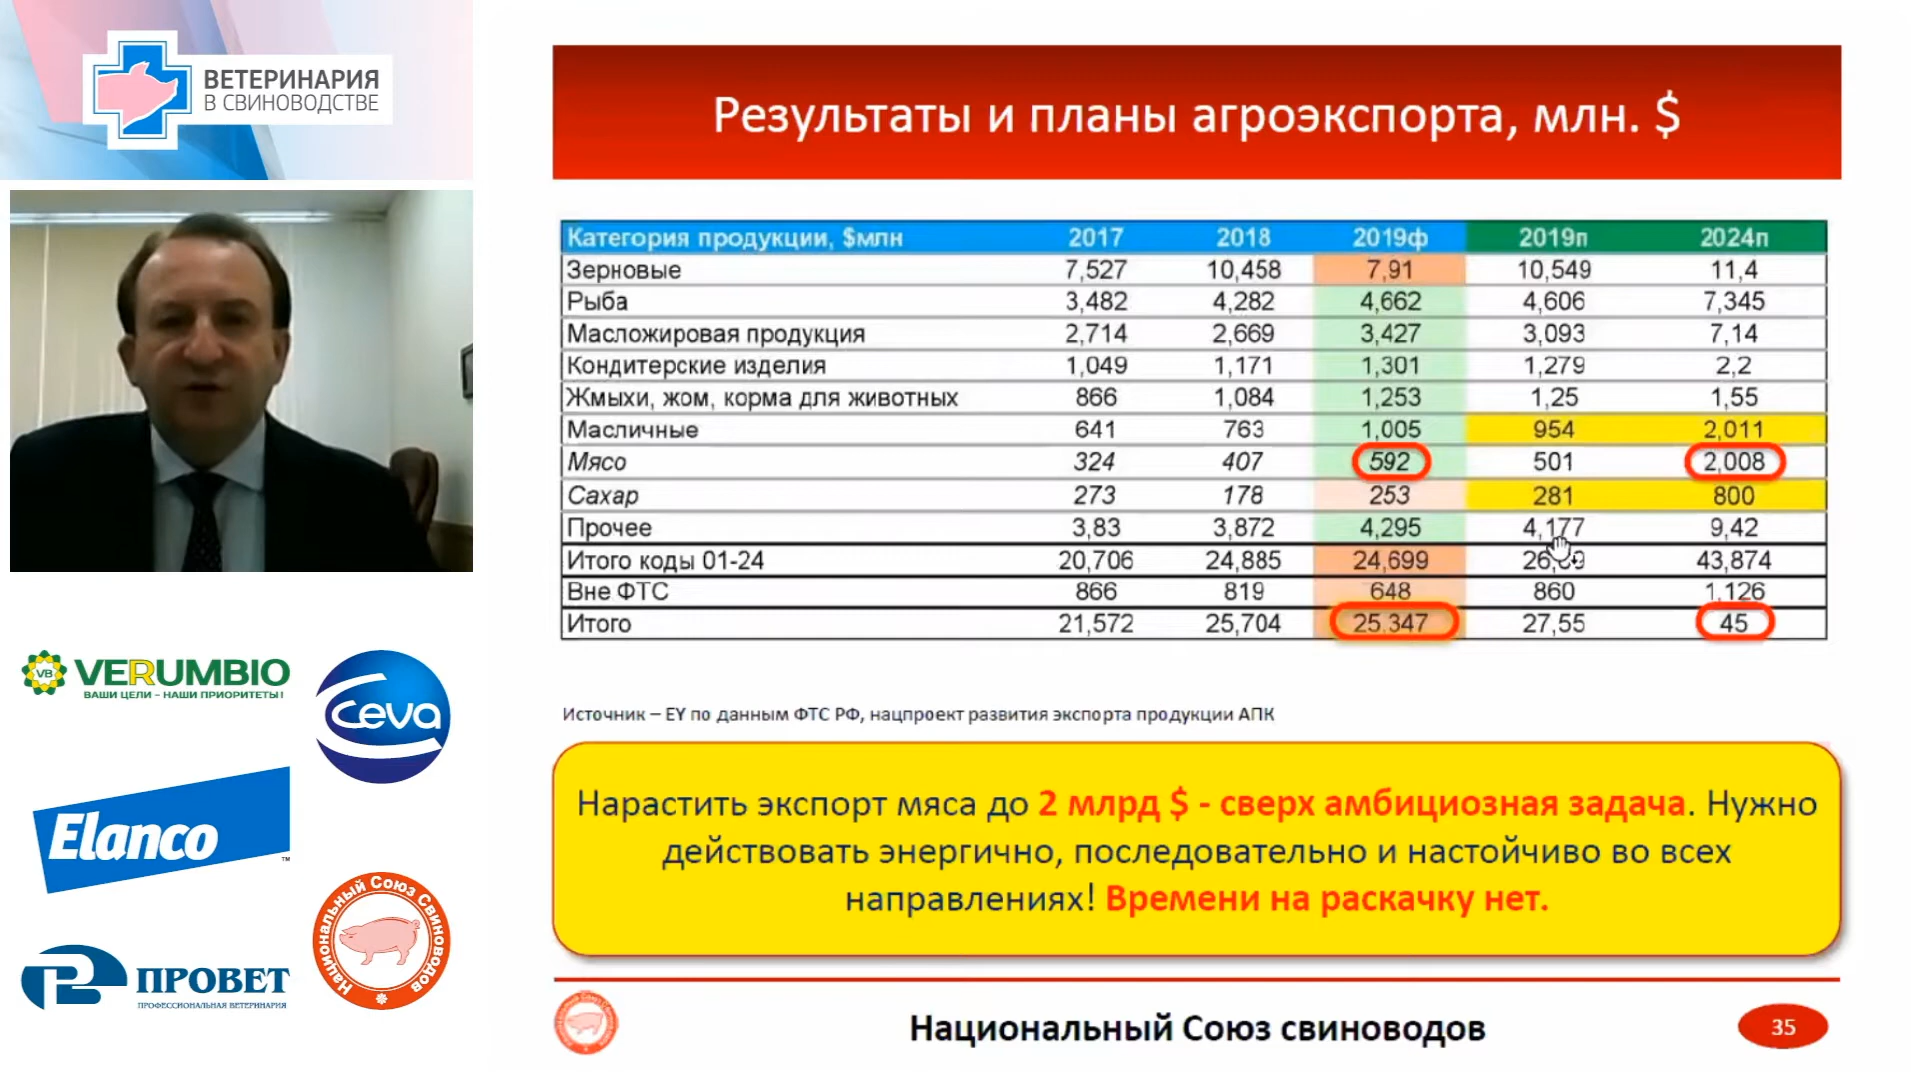 ВЕТЕРИНАРИЯ
В СВИНОВОДСТВЕ
Результаты и планы агроэкспорта, млн. $
Категория продукции, $млн 2017 2018 2019ф 2019п 2024п
Зерновые 7,527 10,458 7,91 10,549 11,4
Рыба 3,482 4,282 4,662 4,606 7,345
Масложировая продукция 2,714 2,669 3,427 3,093 7,14
Кондитерские изделия 1,049 1,171 1,301 1,279 2,2
Жмыхи, жом, корма для животных 866 1,084 1,253 1,25 1,55
Масличные 641 763 1,005 954 2,011
Мясо 324 407 592 501 2,008
Сахар 273 178 253 281 800
Прочее 3,83 3,872 4,295 4,177 9,42
Итого коды 01-24 20,706 24,885 24,699 43,874
Вне ФТС 866 819 648 860 1,126
Итого 21,572 25,704 25,347 27,55 45
Источник – EY по данным ФТС РФ, нацпроект развития экспорта продукции АПК
Нарастить экспорт мяса до 2 млрд $ - сверх амбициозная задача. Нужно
действовать энергично, последовательно и настойчиво во всех
направлениях! Времени на раскачку нет.
Национальный Союз свиноводов
35
VB
VERUMBIO
ВАШИ ЦЕЛИ – НАШИ ПРИОРИТЕТЫ!
Ceva
Elanco
TM
Национальный Союз Свиноводов
ПРОВЕТ
ПРОФЕССИОНАЛЬНАЯ ВЕТЕРИНАРИЯ